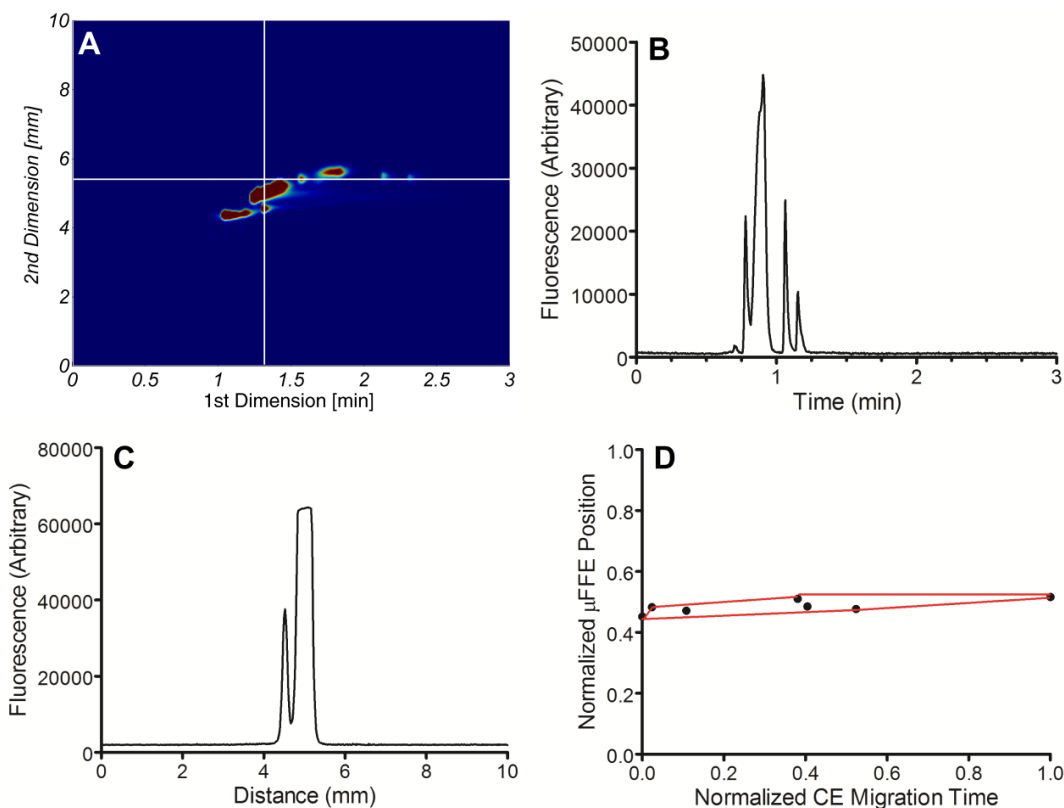 A
2nd Dimension [mm]
10
8
6
4
2
0
0 0.5 1 1.5 2 2.5 3
1st Dimension [min]
B
Fluorescence (Arbitrary)
50000
40000
30000
20000
10000
0
0 1 2 3
Time (min)
C
Fluorescence (Arbitrary)
80000
60000
40000
20000
0
0 2 4 6 8 10
Distance (mm)
D
Normalized µFFE Position
1.0
0.8
0.6
0.4
0.2
0.0
0.0 0.2 0.4 0.6 0.8 1.0
Normalized CE Migration Time